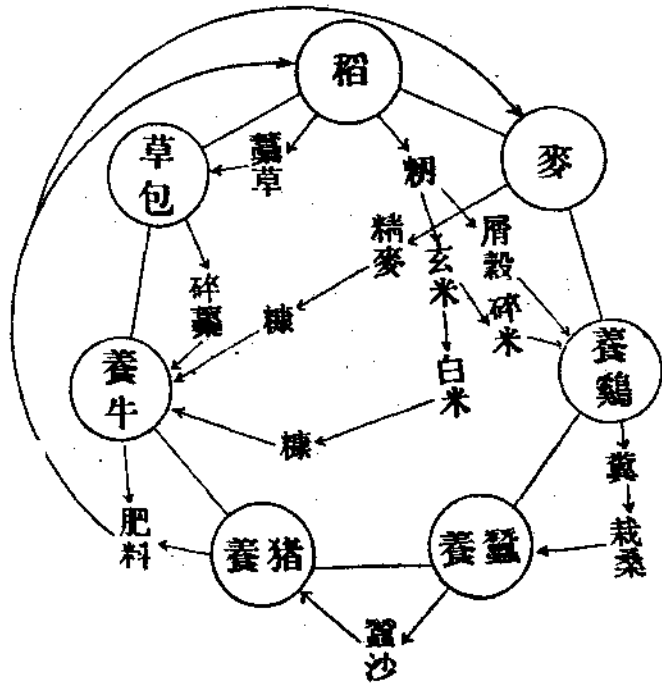 稻
麥
草包
藁草
籾
精麥
屑穀
玄米
碎米
碎藁
糠
養牛
養鷄
白米
糠
糞
肥料
養猪
養蠶
栽桑
蠶沙